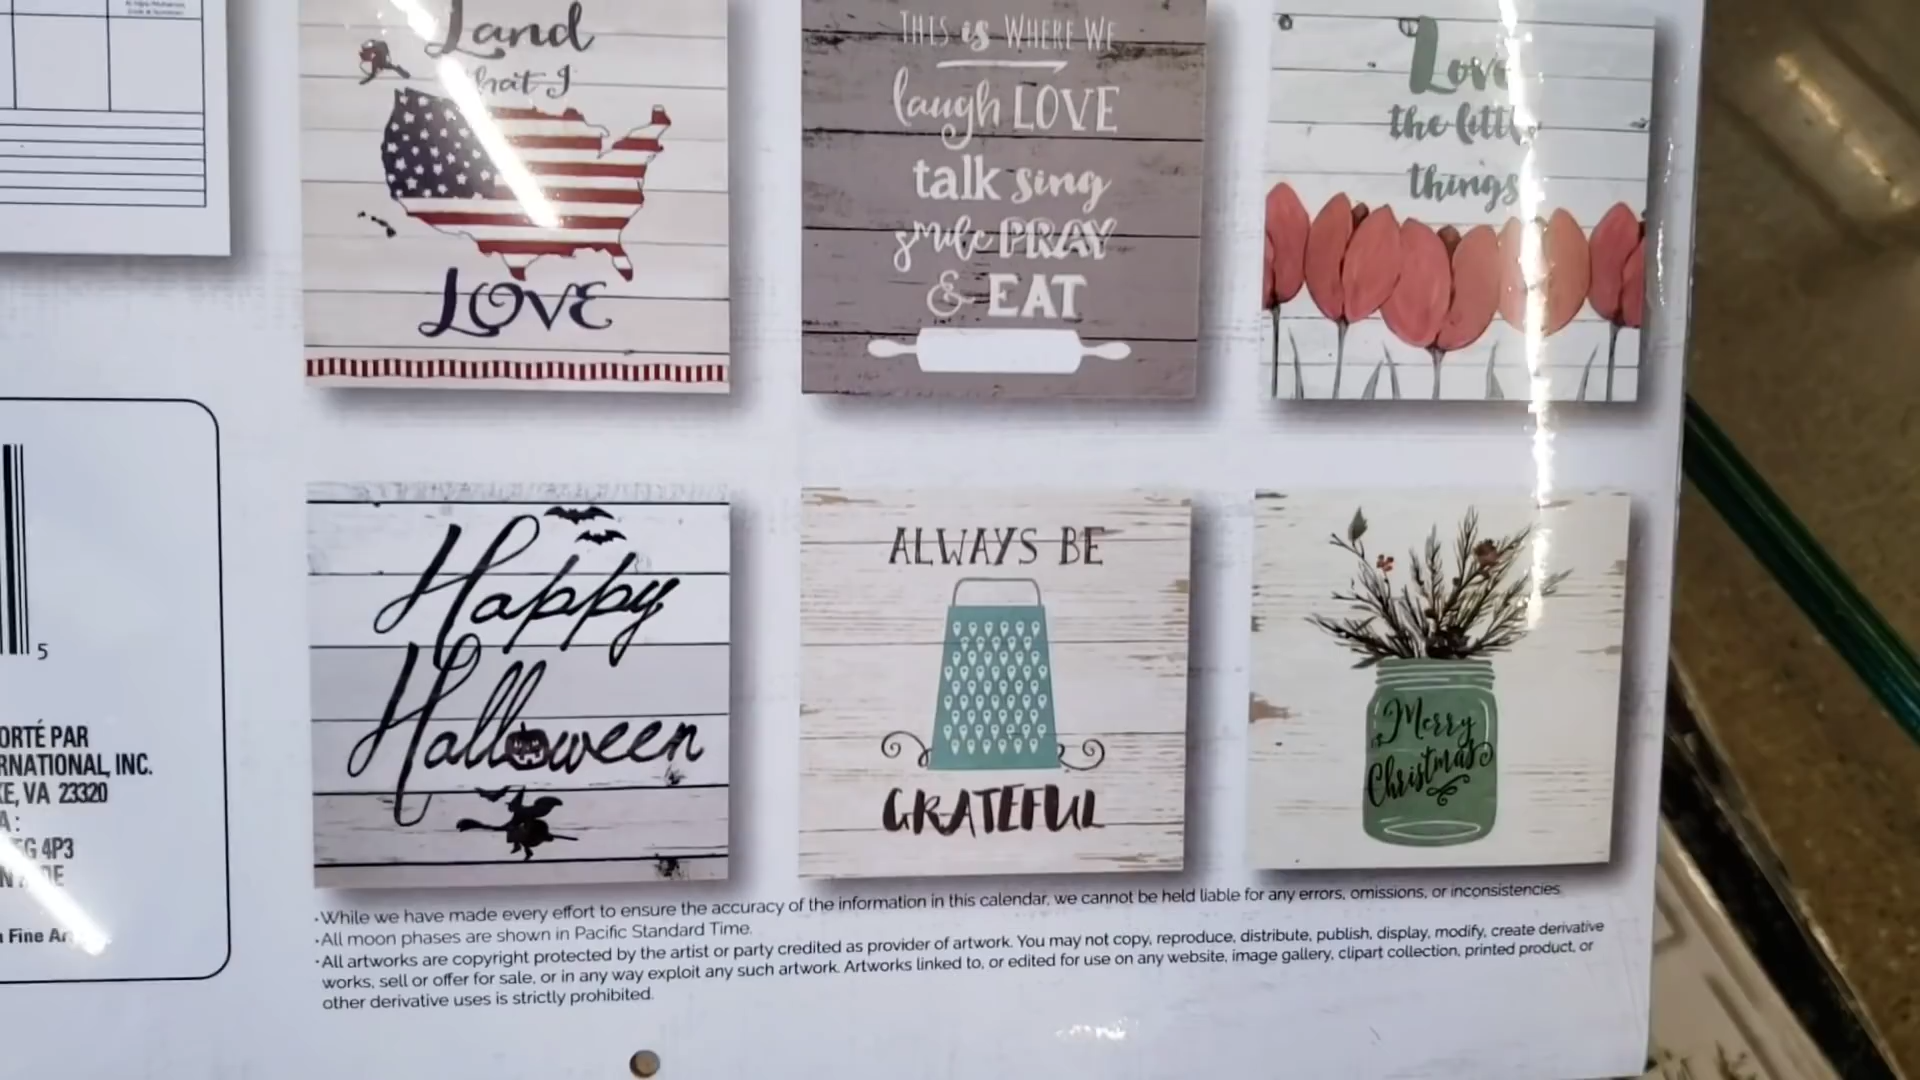 Land
that I
LOVE
THIS is WHERE WE
laugh LOVE
talk sing
smile PRAY
& EAT
Love
the little
things
Happy
Halloween
ALWAYS BE
GRATEFUL
Merry
Christmas
5
ORTÉ PAR
RNATIONAL, INC.
E, VA 23320
A:
G 4P3
Fine Ar
•While we have made every effort to ensure the accuracy of the information in this calendar, we cannot be held liable for any errors, omissions, or inconsistencies.
•All moon phases are shown in Pacific Standard Time.
•All artworks are copyright protected by the artist or party credited as provider of artwork. You may not copy, reproduce, distribute, publish, display, modify, create derivative
works, sell or offer for sale, or in any way exploit any such artwork. Artworks linked to, or edited for use on any website, image gallery, clipart collection, printed product, or
other derivative uses is strictly prohibited.